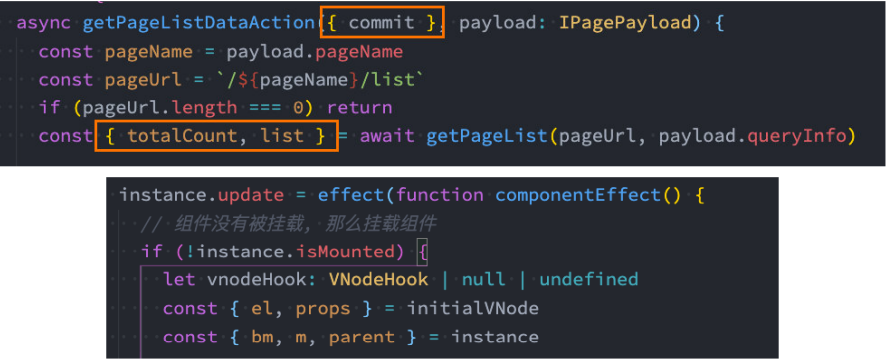 async getPageListDataAction({ commit }, payload: IPagePayload) {
const pageName = payload.pageName
const pageUrl = `/${pageName}/list`
if (pageUrl.length === 0) return
const { totalCount, list } = await getPageList(pageUrl, payload.queryInfo)
instance.update = effect(function componentEffect() {
// 组件没有被挂载, 那么挂载组件
if (!instance.isMounted) {
let vnodeHook: VNodeHook | null | undefined
const { el, props } = initialVNode
const { bm, m, parent } = instance